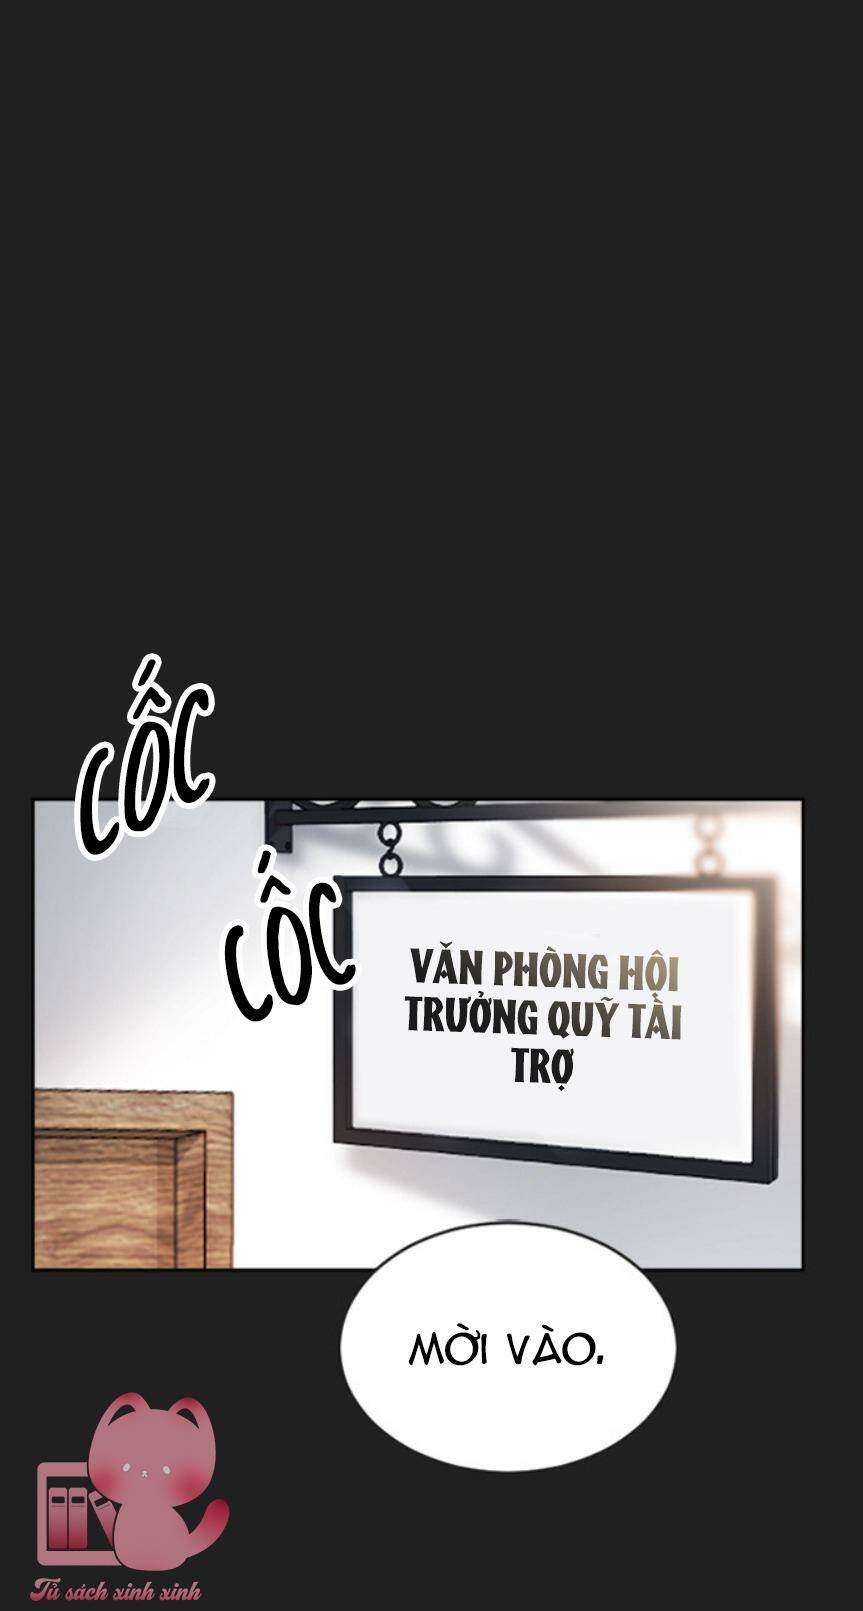 CỐC
CỐC
VĂN PHÒNG HỘI
TRƯỞNG QUỸ TÀI
TRỢ
MỜI VÀO.
Tủ sách xinh xinh